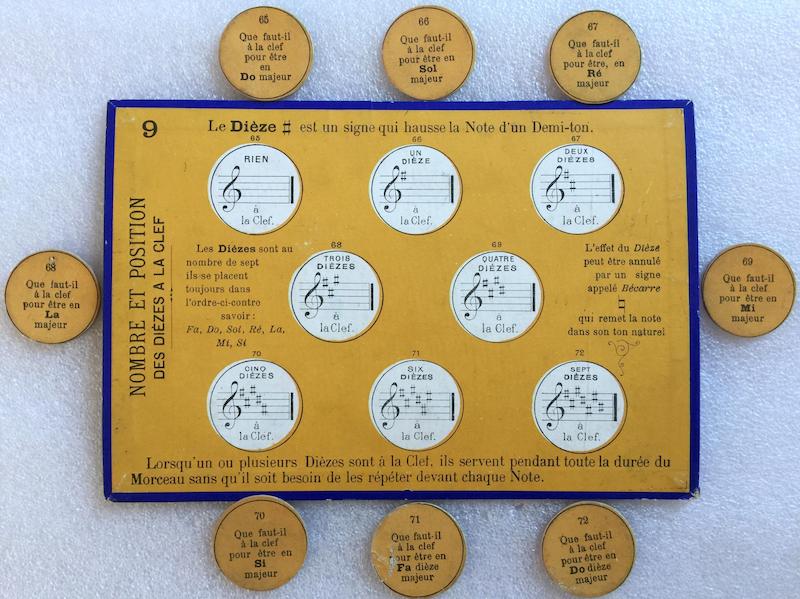 65
Que faut-il
à la clef
pour être
en
Do majeur
66
Que faut-il
à la clef
pour être
en
Sol
majeur
67
Que faut-il
à la clef
pour être, en
Ré
majeur
9
Le Dièze ♯ est un signe qui hausse la Note d'un Demi-ton.
NOMBRE ET POSITION
DES DIÈZES A LA CLEF
65
RIEN
à
la Clef.
66
UN
DIÈZE
à
la Clef.
67
DEUX
DIÈZES
à
la Clef.
Les Dièzes sont au
nombre de sept
ils se placent
toujours dans
l'ordre-ci-contre
savoir :
Fa, Do, Sol, Ré, La,
Mi, Si
68
TROIS
DIÈZES
à
la Clef.
69
QUATRE
DIÈZES
à
la Clef.
L'effet du Dièze
peut être annulé
par un signe
appelé Bécarre
♮
qui remet la note
dans son ton naturel
68
Que faut-il
à la clef
pour être en
La
majeur
69
Que faut-il
à la clef
pour être en
Mi
majeur
70
CINQ
DIÈZES
à
la Clef.
71
SIX
DIÈZES
à
la Clef.
72
SEPT
DIÈZES
à
la Clef.
Lorsqu'un ou plusieurs Dièzes sont à la Clef, ils servent pendant toute la durée du
Morceau sans qu'il soit besoin de les répéter devant chaque Note.
70
Que faut-il
à la clef
pour être en
Si
majeur
71
Que faut-il
à la clef
pour être en
Fa dièze
majeur
72
Que faut-il
à la clef
pour être en
Do dièze
majeur